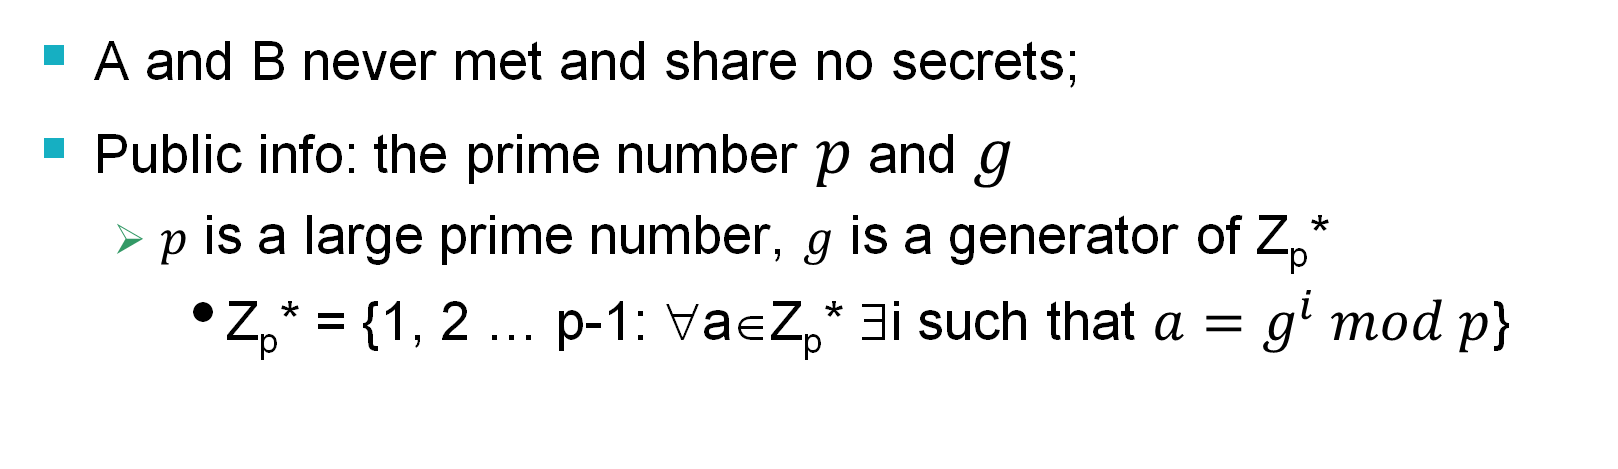 A and B never met and share no secrets;
Public info: the prime number p and g
p is a large prime number, g is a generator of Zp*
Zp* = {1, 2 … p-1: ∀a∈Zp* ∃i such that a = gⁱ mod p}